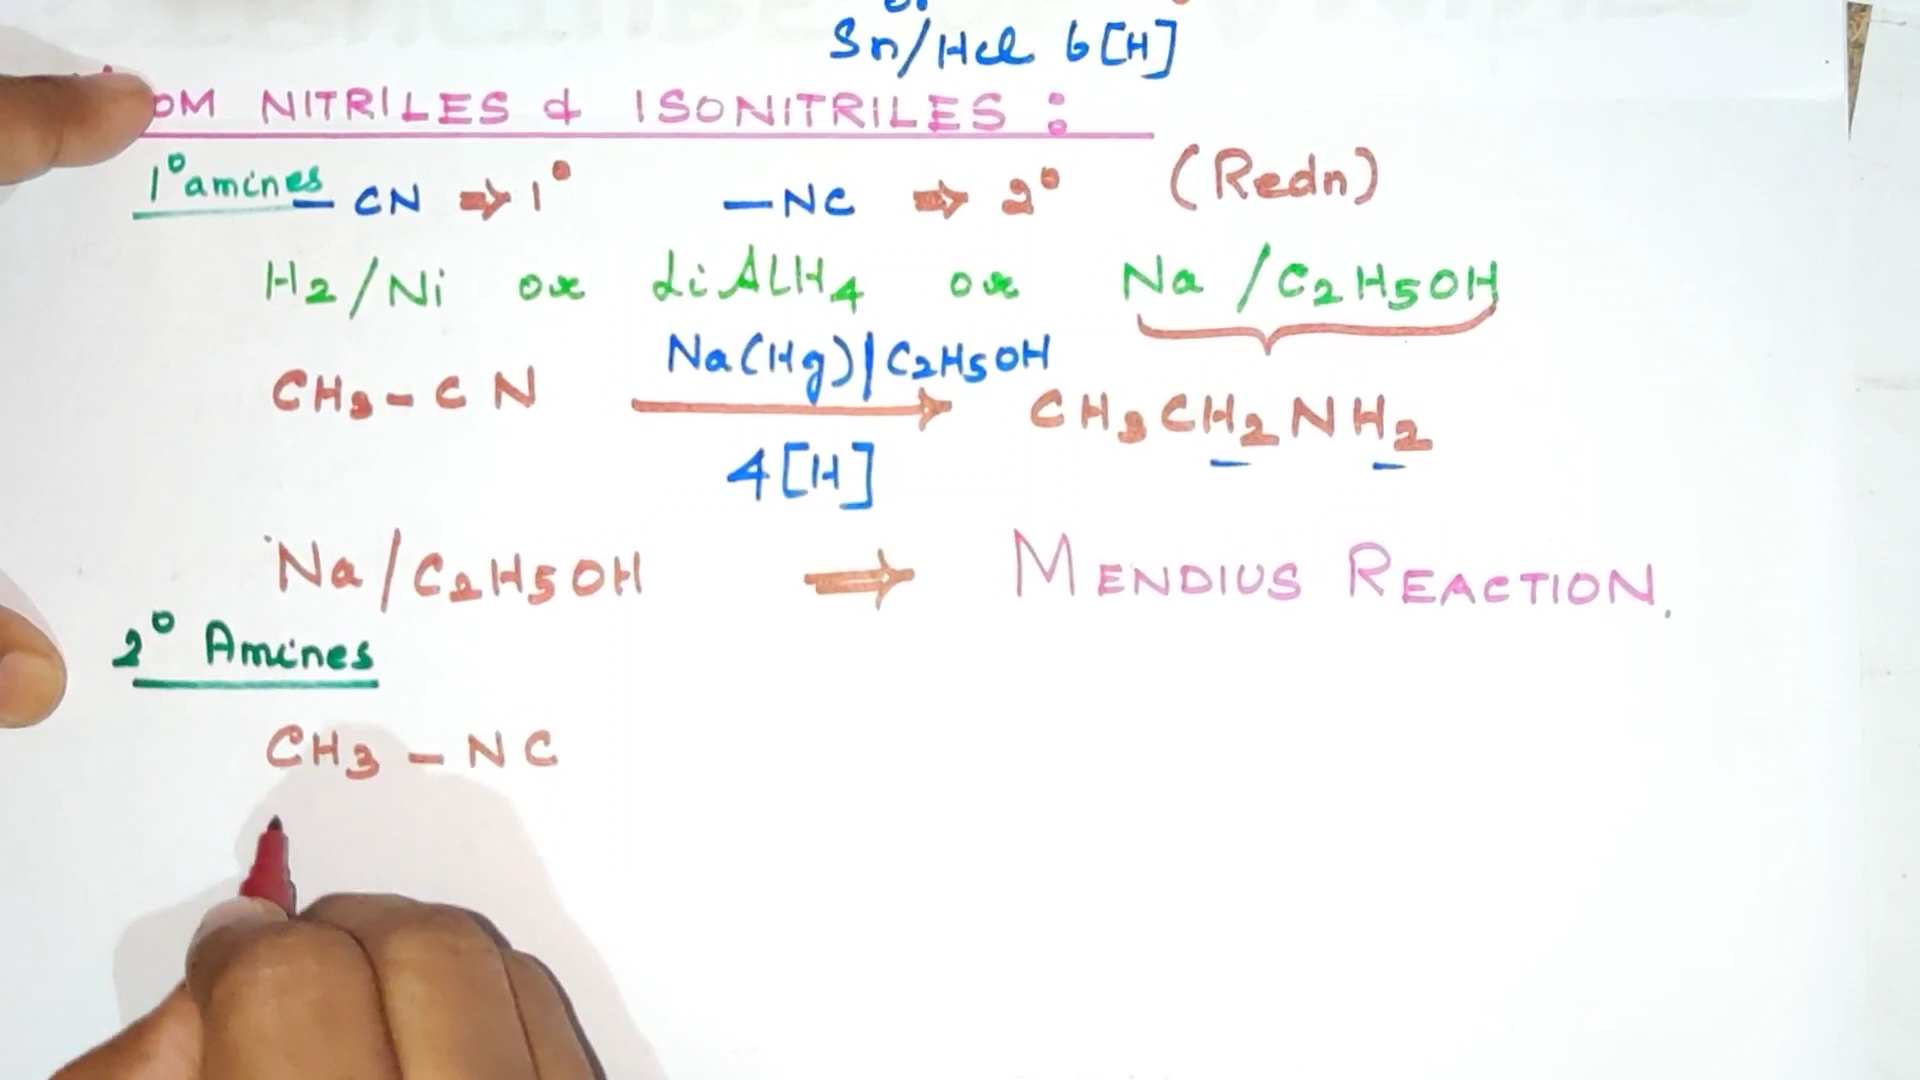 Sn/HCl 6[H]
OM NITRILES & ISONITRILES :
1° amines
– CN ⇒ 1° – NC ⇒ 2° (Redn)
H2/Ni or LiAlH4 or Na /C2H5OH
Na(Hg)|C2H5OH
CH3-CN → CH3CH2NH2
4[H]
Na/C2H5OH ⇒ MENDIUS REACTION.
2° Amines
CH3 – NC